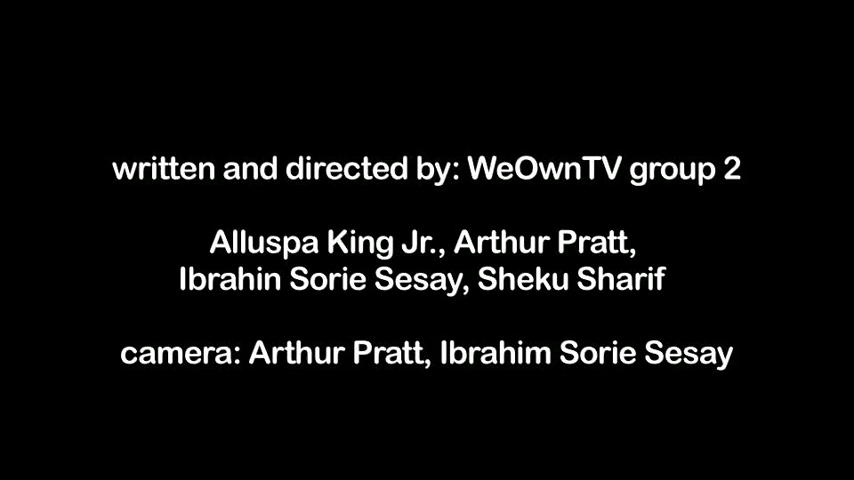 written and directed by: WeOwnTV group 2
Alluspa King Jr., Arthur Pratt,
Ibrahin Sorie Sesay, Sheku Sharif
camera: Arthur Pratt, Ibrahim Sorie Sesay